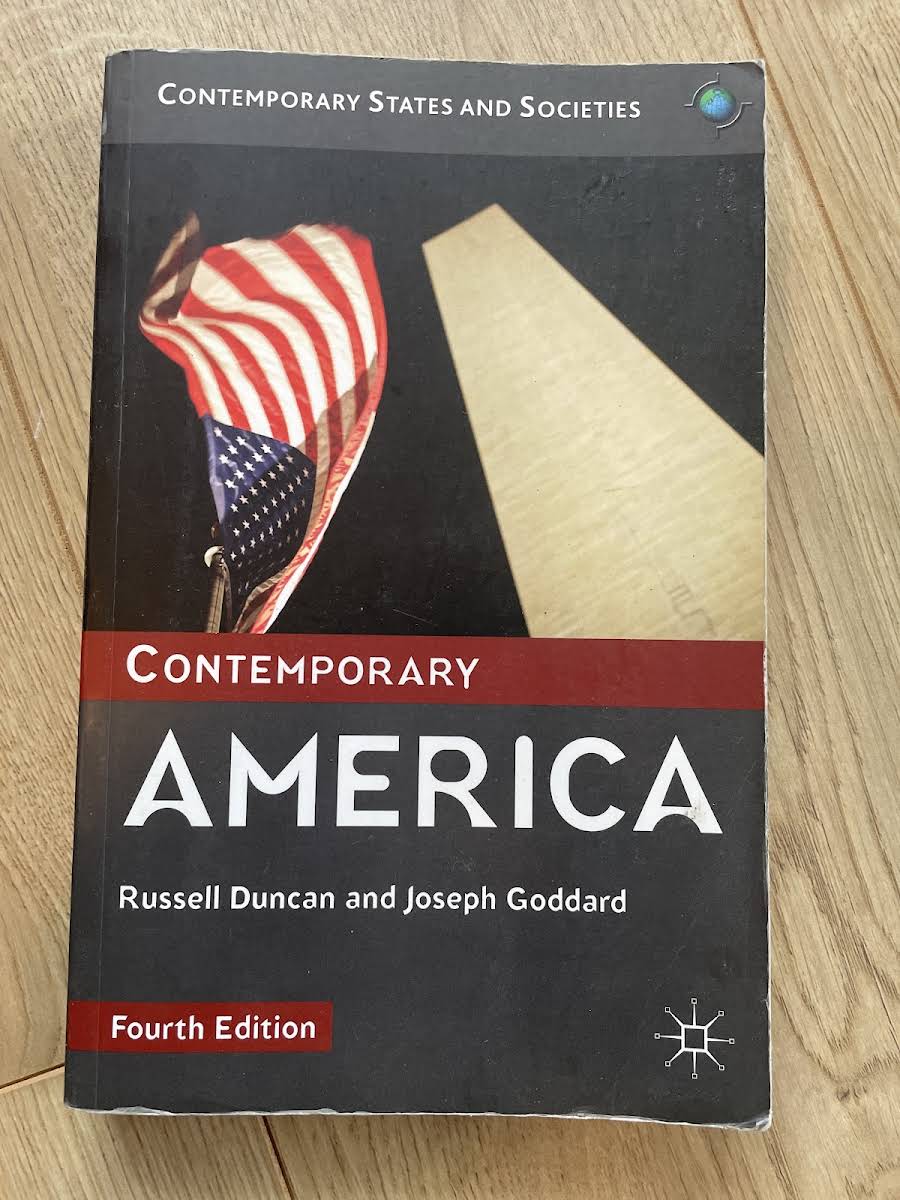 CONTEMPORARY STATES AND SOCIETIES
CONTEMPORARY
AMERICA
Russell Duncan and Joseph Goddard
Fourth Edition